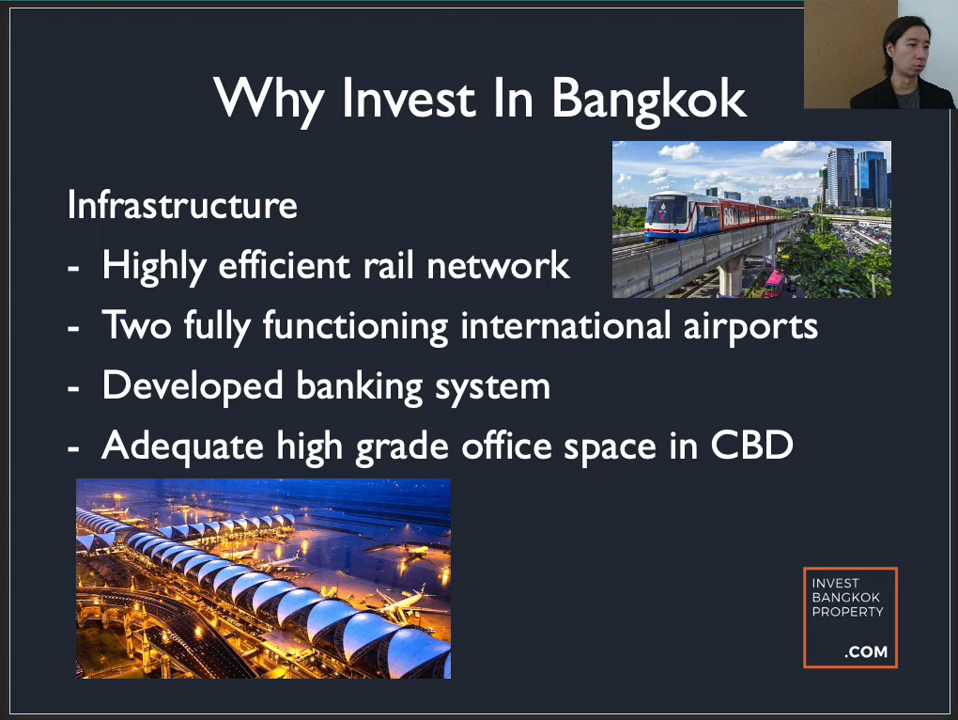 Why Invest In Bangkok
Infrastructure
- Highly efficient rail network
- Two fully functioning international airports
- Developed banking system
- Adequate high grade office space in CBD
INVEST
BANGKOK
PROPERTY
.COM